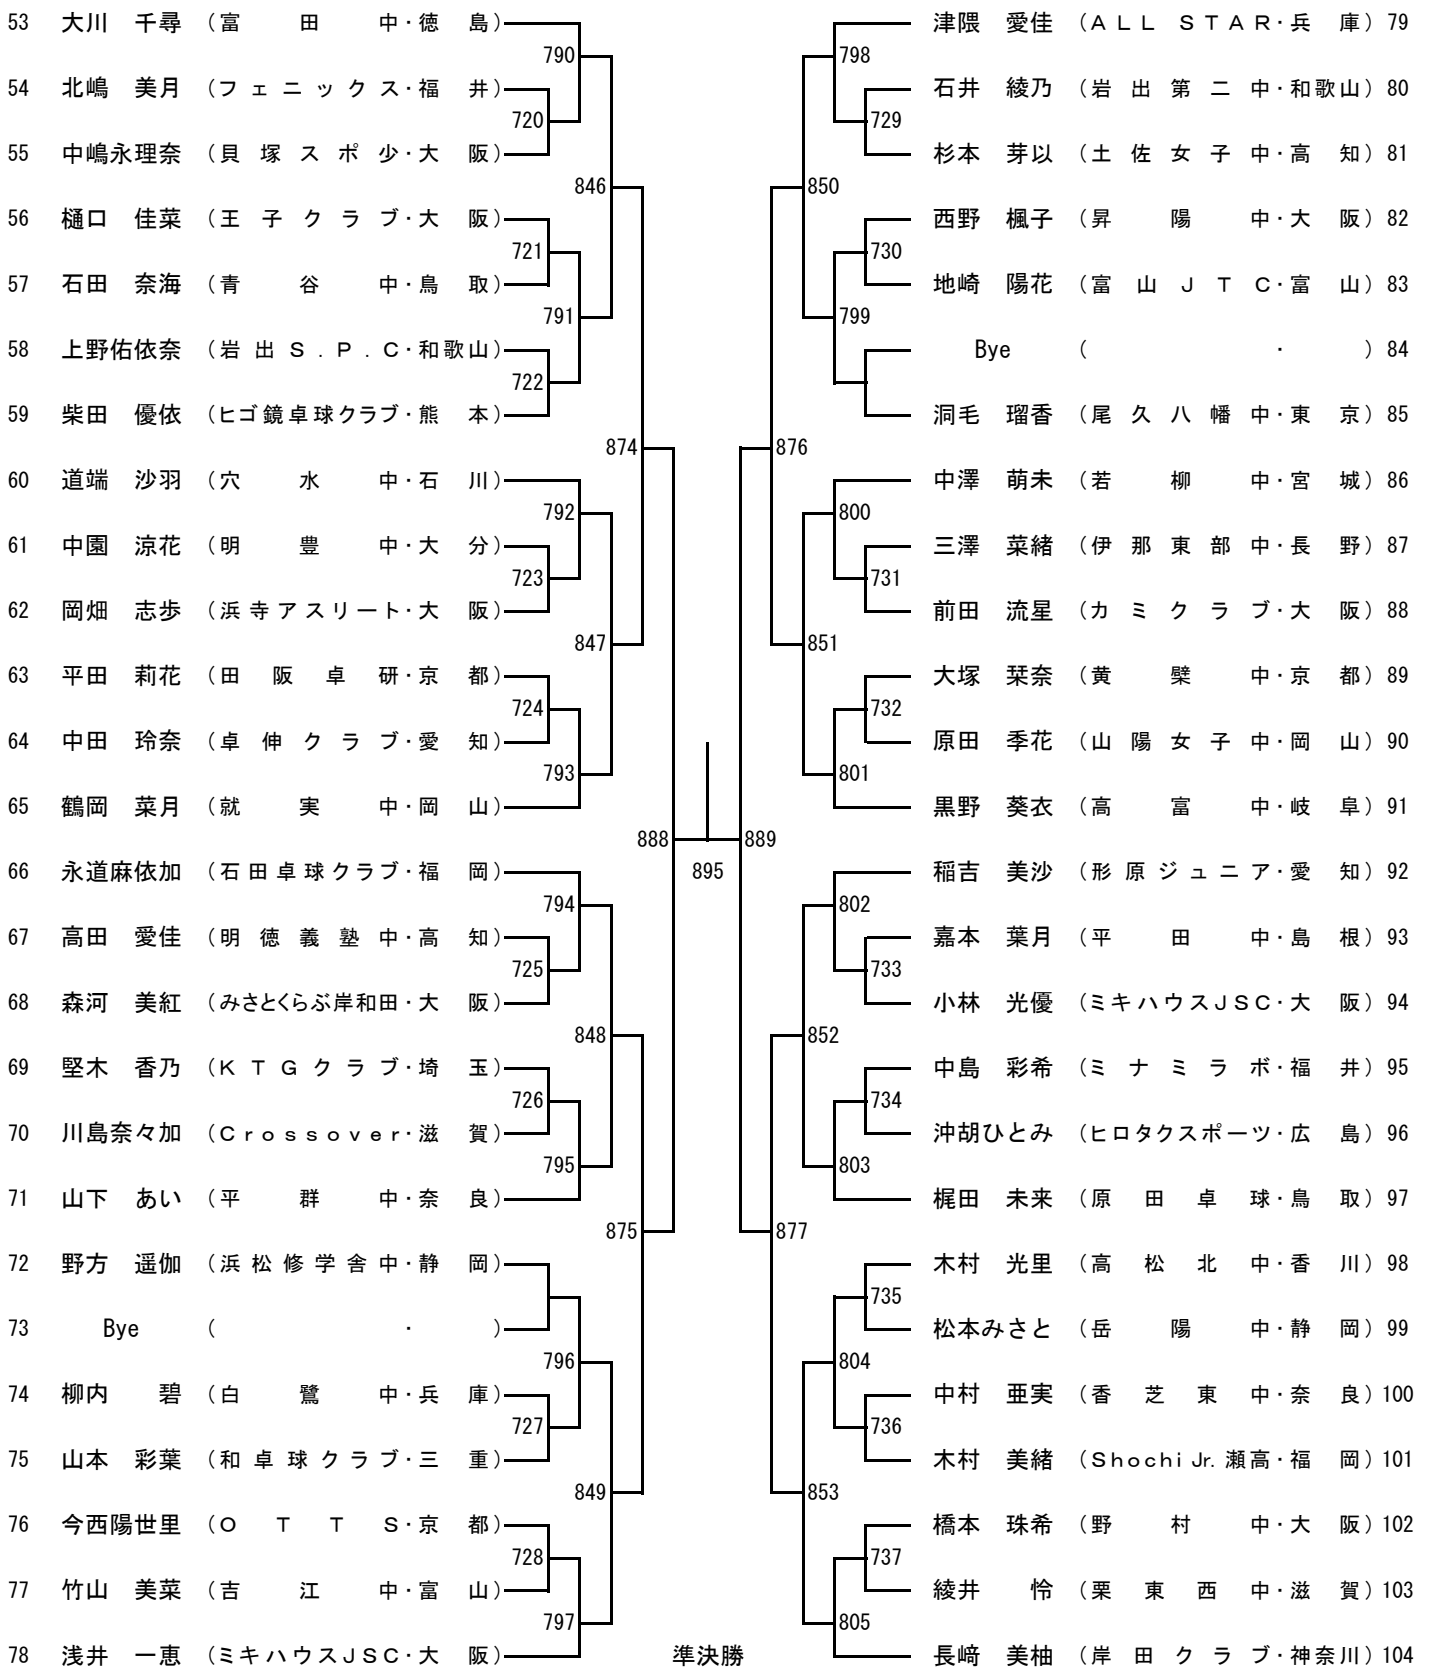 53 大川 千尋 (富田中・徳島)
790
54 北嶋 美月 (フェニックス・福井)
720
55 中嶋永理奈 (貝塚スポ少・大阪)
846
56 樋口 佳菜 (王子クラブ・大阪)
721
57 石田 奈海 (青谷中・鳥取)
791
58 上野佑依奈 (岩出S.P.C・和歌山)
722
59 柴田 優依 (ヒゴ鏡卓球クラブ・熊本)
874
60 道端 沙羽 (穴水中・石川)
792
61 中園 涼花 (明豊中・大分)
723
62 岡畑 志歩 (浜寺アスリート・大阪)
847
63 平田 莉花 (田阪卓研・京都)
724
64 中田 玲奈 (卓伸クラブ・愛知)
793
65 鶴岡 菜月 (就実中・岡山)
888
66 永道麻依加 (石田卓球クラブ・福岡)
794
67 高田 愛佳 (明徳義塾中・高知)
725
68 森河 美紅 (みさとくらぶ岸和田・大阪)
848
69 堅木 香乃 (KTGクラブ・埼玉)
726
70 川島奈々加 (Crossover・滋賀)
795
71 山下 あい (平群中・奈良)
875
72 野方 遥伽 (浜松修学舎中・静岡)
73 Bye ( ・ )
796
74 柳内 碧 (白鷺中・兵庫)
727
75 山本 彩葉 (和卓球クラブ・三重)
849
76 今西陽世里 (OTTS・京都)
728
77 竹山 美菜 (吉江中・富山)
797
78 浅井 一恵 (ミキハウスJSC・大阪)
895
準決勝
津隈 愛佳 (ALL STAR・兵庫) 79
798
石井 綾乃 (岩出第二中・和歌山) 80
729
杉本 芽以 (土佐女子中・高知) 81
850
西野 楓子 (昇陽中・大阪) 82
730
地崎 陽花 (富山JTC・富山) 83
799
Bye ( ・ ) 84
洞毛 瑠香 (尾久八幡中・東京) 85
876
中澤 萌未 (若柳中・宮城) 86
800
三澤 菜緒 (伊那東部中・長野) 87
731
前田 流星 (カミクラブ・大阪) 88
851
大塚 栞奈 (黄檗中・京都) 89
732
原田 季花 (山陽女子中・岡山) 90
801
黒野 葵衣 (高富中・岐阜) 91
889
稲吉 美沙 (形原ジュニア・愛知) 92
802
嘉本 葉月 (平田中・島根) 93
733
小林 光優 (ミキハウスJSC・大阪) 94
852
中島 彩希 (ミナミラボ・福井) 95
734
沖胡ひとみ (ヒロタクスポーツ・広島) 96
803
梶田 未来 (原田卓球・鳥取) 97
877
木村 光里 (高松北中・香川) 98
735
松本みさと (岳陽中・静岡) 99
804
中村 亜実 (香芝東中・奈良) 100
736
木村 美緒 (Shochi Jr.瀬高・福岡) 101
853
橋本 珠希 (野村中・大阪) 102
737
綾井 怜 (栗東西中・滋賀) 103
805
長﨑 美柚 (岸田クラブ・神奈川) 104